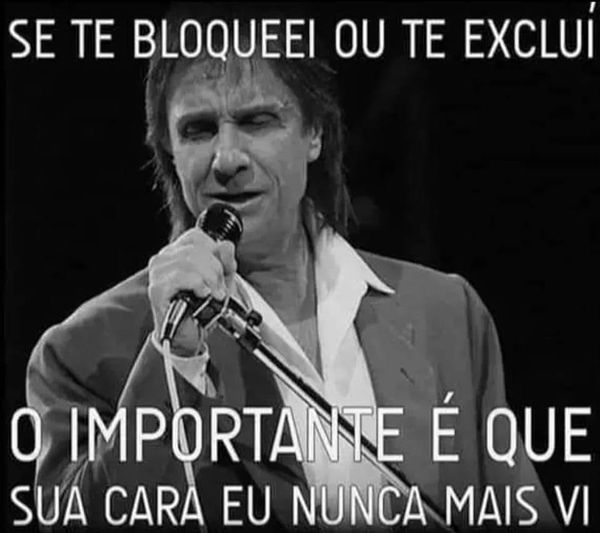 SE TE BLOQUEEI OU TE EXCLUÍ
O IMPORTANTE É QUE
SUA CARA EU NUNCA MAIS VI